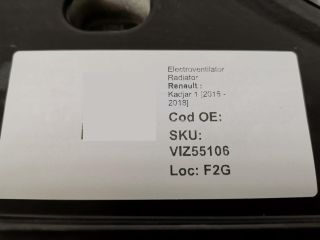 Electroventilator
Radiator
Renault :
Kadjar 1 [2015 -
2018]
Cod OE:
SKU:
VIZ55106
Loc: F2G